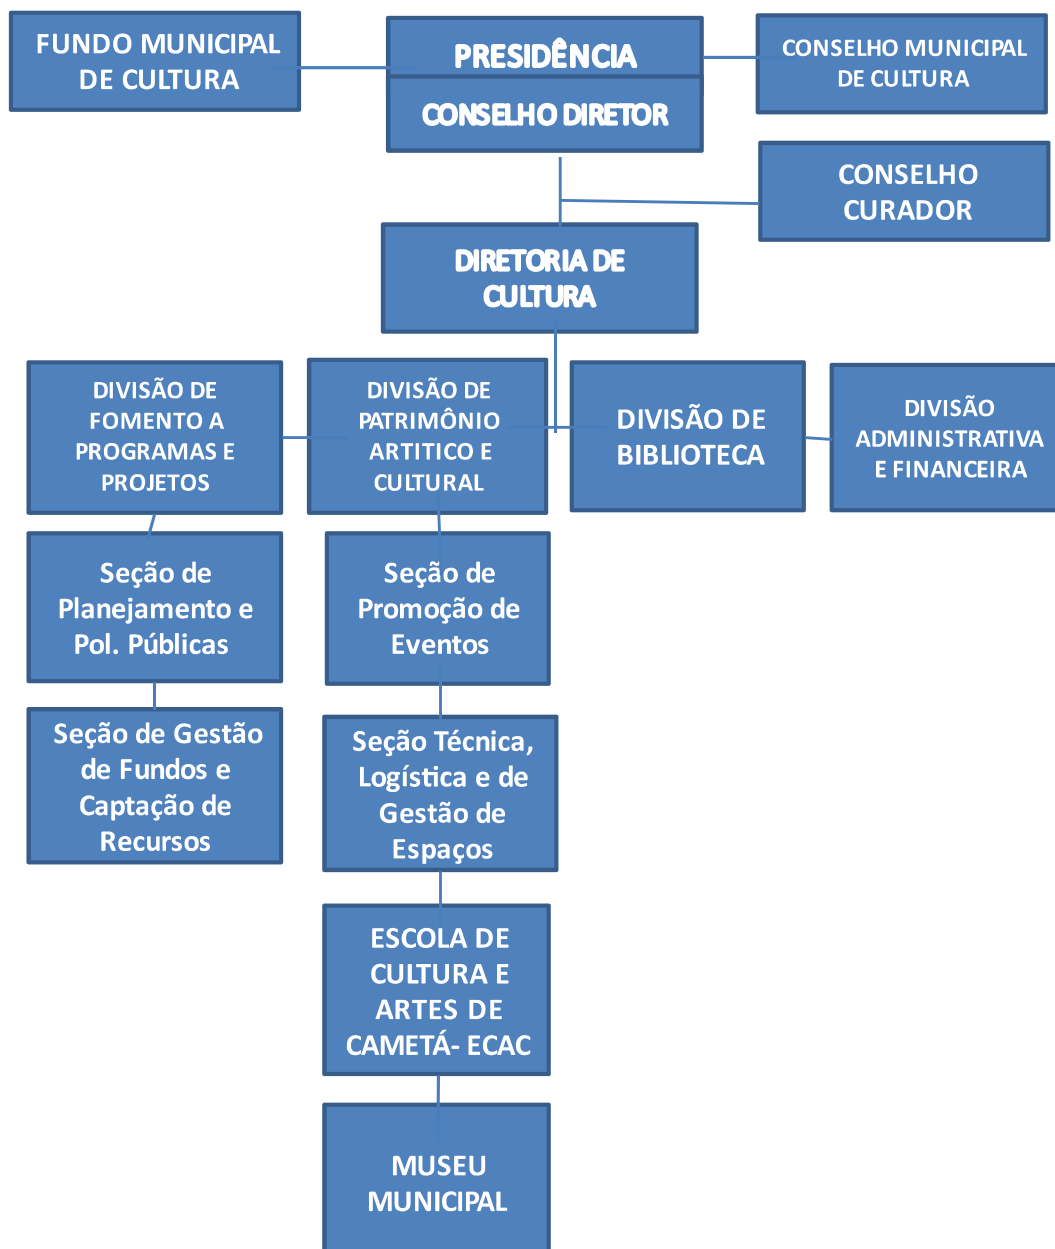 FUNDO MUNICIPAL
DE CULTURA
PRESIDÊNCIA
CONSELHO DIRETOR
CONSELHO MUNICIPAL
DE CULTURA
CONSELHO
CURADOR
DIRETORIA DE
CULTURA
DIVISÃO DE
FOMENTO A
PROGRAMAS E
PROJETOS
DIVISÃO DE
PATRIMÔNIO
ARTITICO E
CULTURAL
DIVISÃO DE
BIBLIOTECA
DIVISÃO
ADMINISTRATIVA
E FINANCEIRA
Seção de
Planejamento e
Pol. Públicas
Seção de
Promoção de
Eventos
Seção de Gestão
de Fundos e
Captação de
Recursos
Seção Técnica,
Logística e de
Gestão de
Espaços
ESCOLA DE
CULTURA E
ARTES DE
CAMETÁ- ECAC
MUSEU
MUNICIPAL